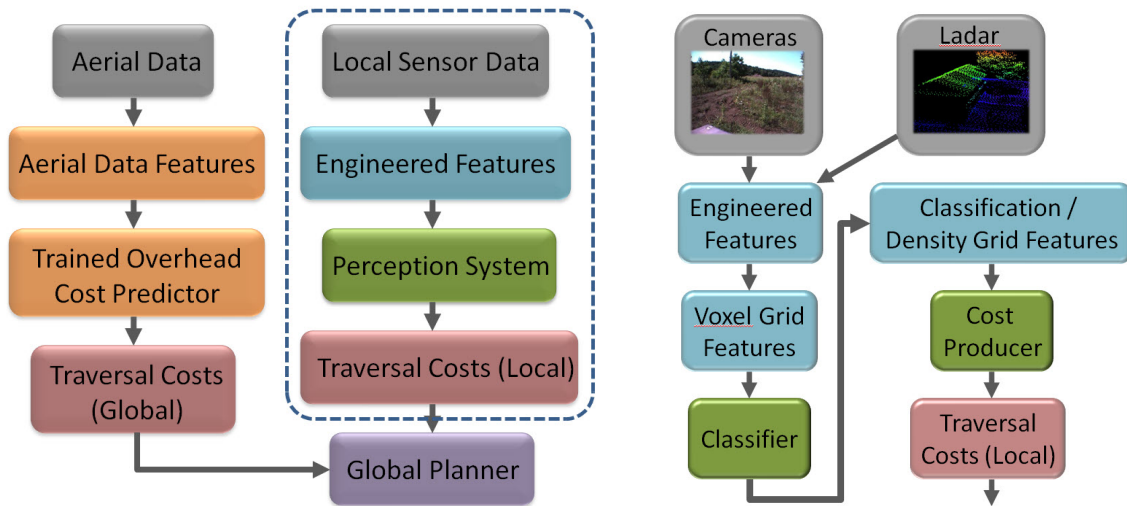 Aerial Data
Aerial Data Features
Trained Overhead
Cost Predictor
Traversal Costs
(Global)
Local Sensor Data
Engineered Features
Perception System
Traversal Costs (Local)
Global Planner
Cameras
Ladar
Engineered
Features
Voxel Grid
Features
Classifier
Classification /
Density Grid Features
Cost
Producer
Traversal
Costs (Local)